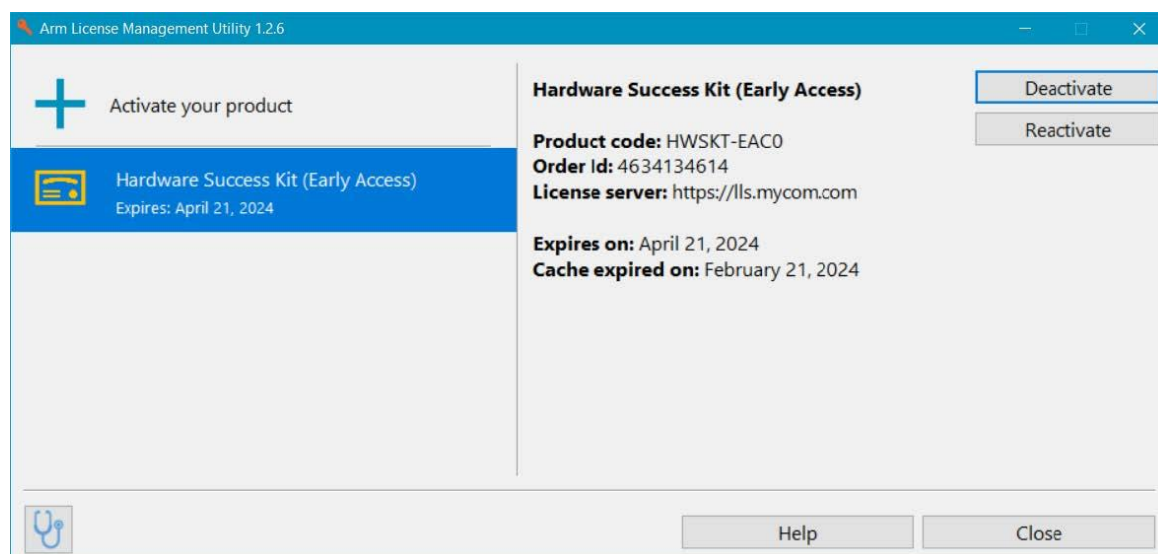 Arm License Management Utility 1.2.6
Activate your product
Hardware Success Kit (Early Access)
Expires: April 21, 2024
Hardware Success Kit (Early Access)
Product code: HWSKT-EAC0
Order Id: 4634134614
License server: https://lls.mycom.com
Expires on: April 21, 2024
Cache expired on: February 21, 2024
Deactivate
Reactivate
Help
Close